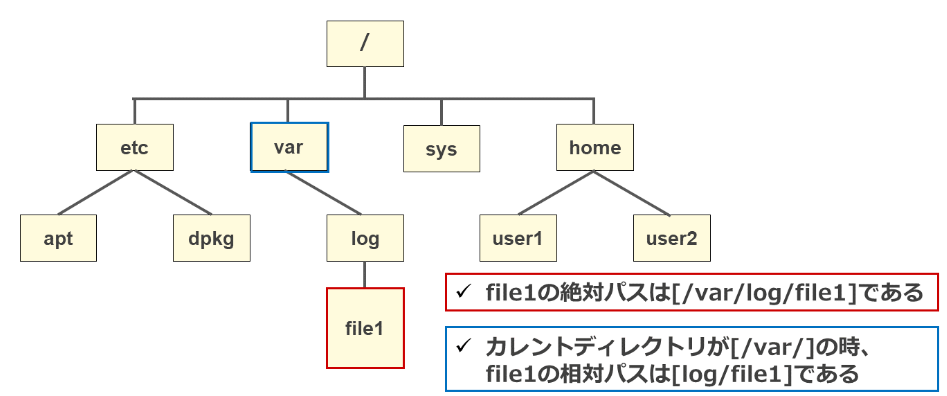 /
etc
var
sys
home
apt
dpkg
log
user1
user2
file1
✓ file1の絶対パスは[/var/log/file1]である
✓ カレントディレクトリが[/var/]の時、
file1の相対パスは[log/file1]である